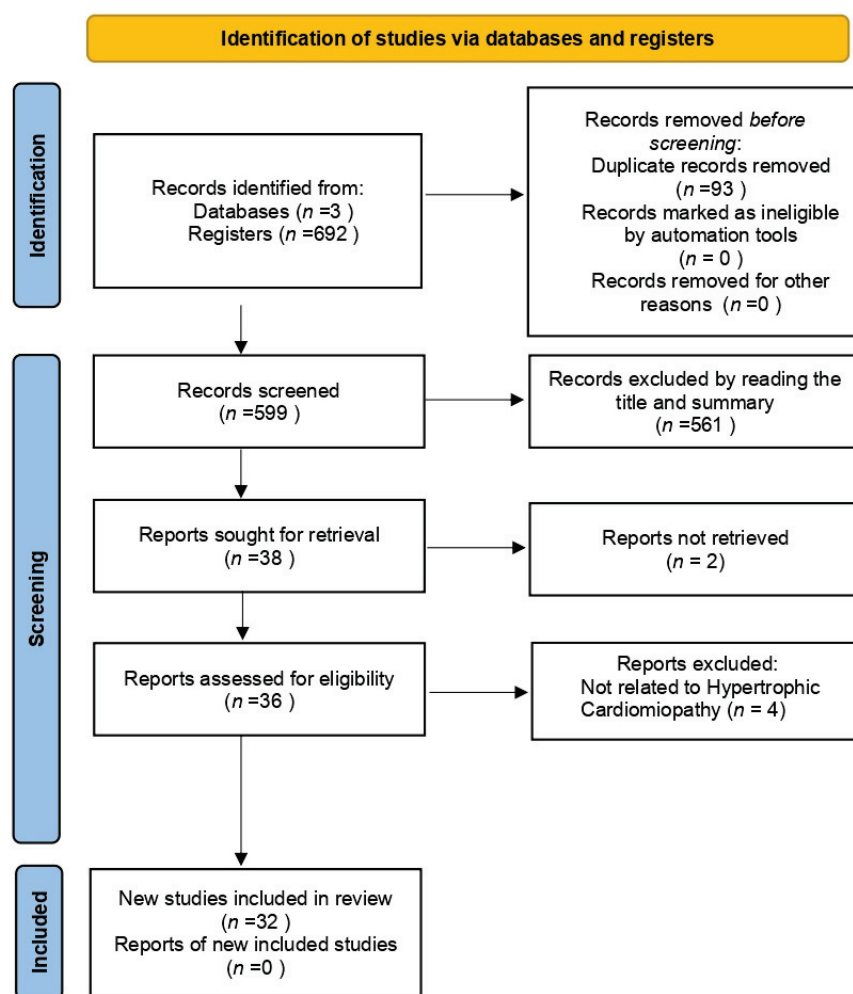 Identification of studies via databases and registers
Identification
Records identified from:
Databases (n =3 )
Registers (n =692 )
Records removed before
screening:
Duplicate records removed
(n =93 )
Records marked as ineligible
by automation tools
(n = 0 )
Records removed for other
reasons (n =0 )
Screening
Records screened
(n =599 )
Records excluded by reading the
title and summary
(n =561 )
Reports sought for retrieval
(n =38 )
Reports not retrieved
(n = 2)
Reports assessed for eligibility
(n =36 )
Reports excluded:
Not related to Hypertrophic
Cardiomiopathy (n = 4)
Included
New studies included in review
(n =32 )
Reports of new included studies
(n =0 )